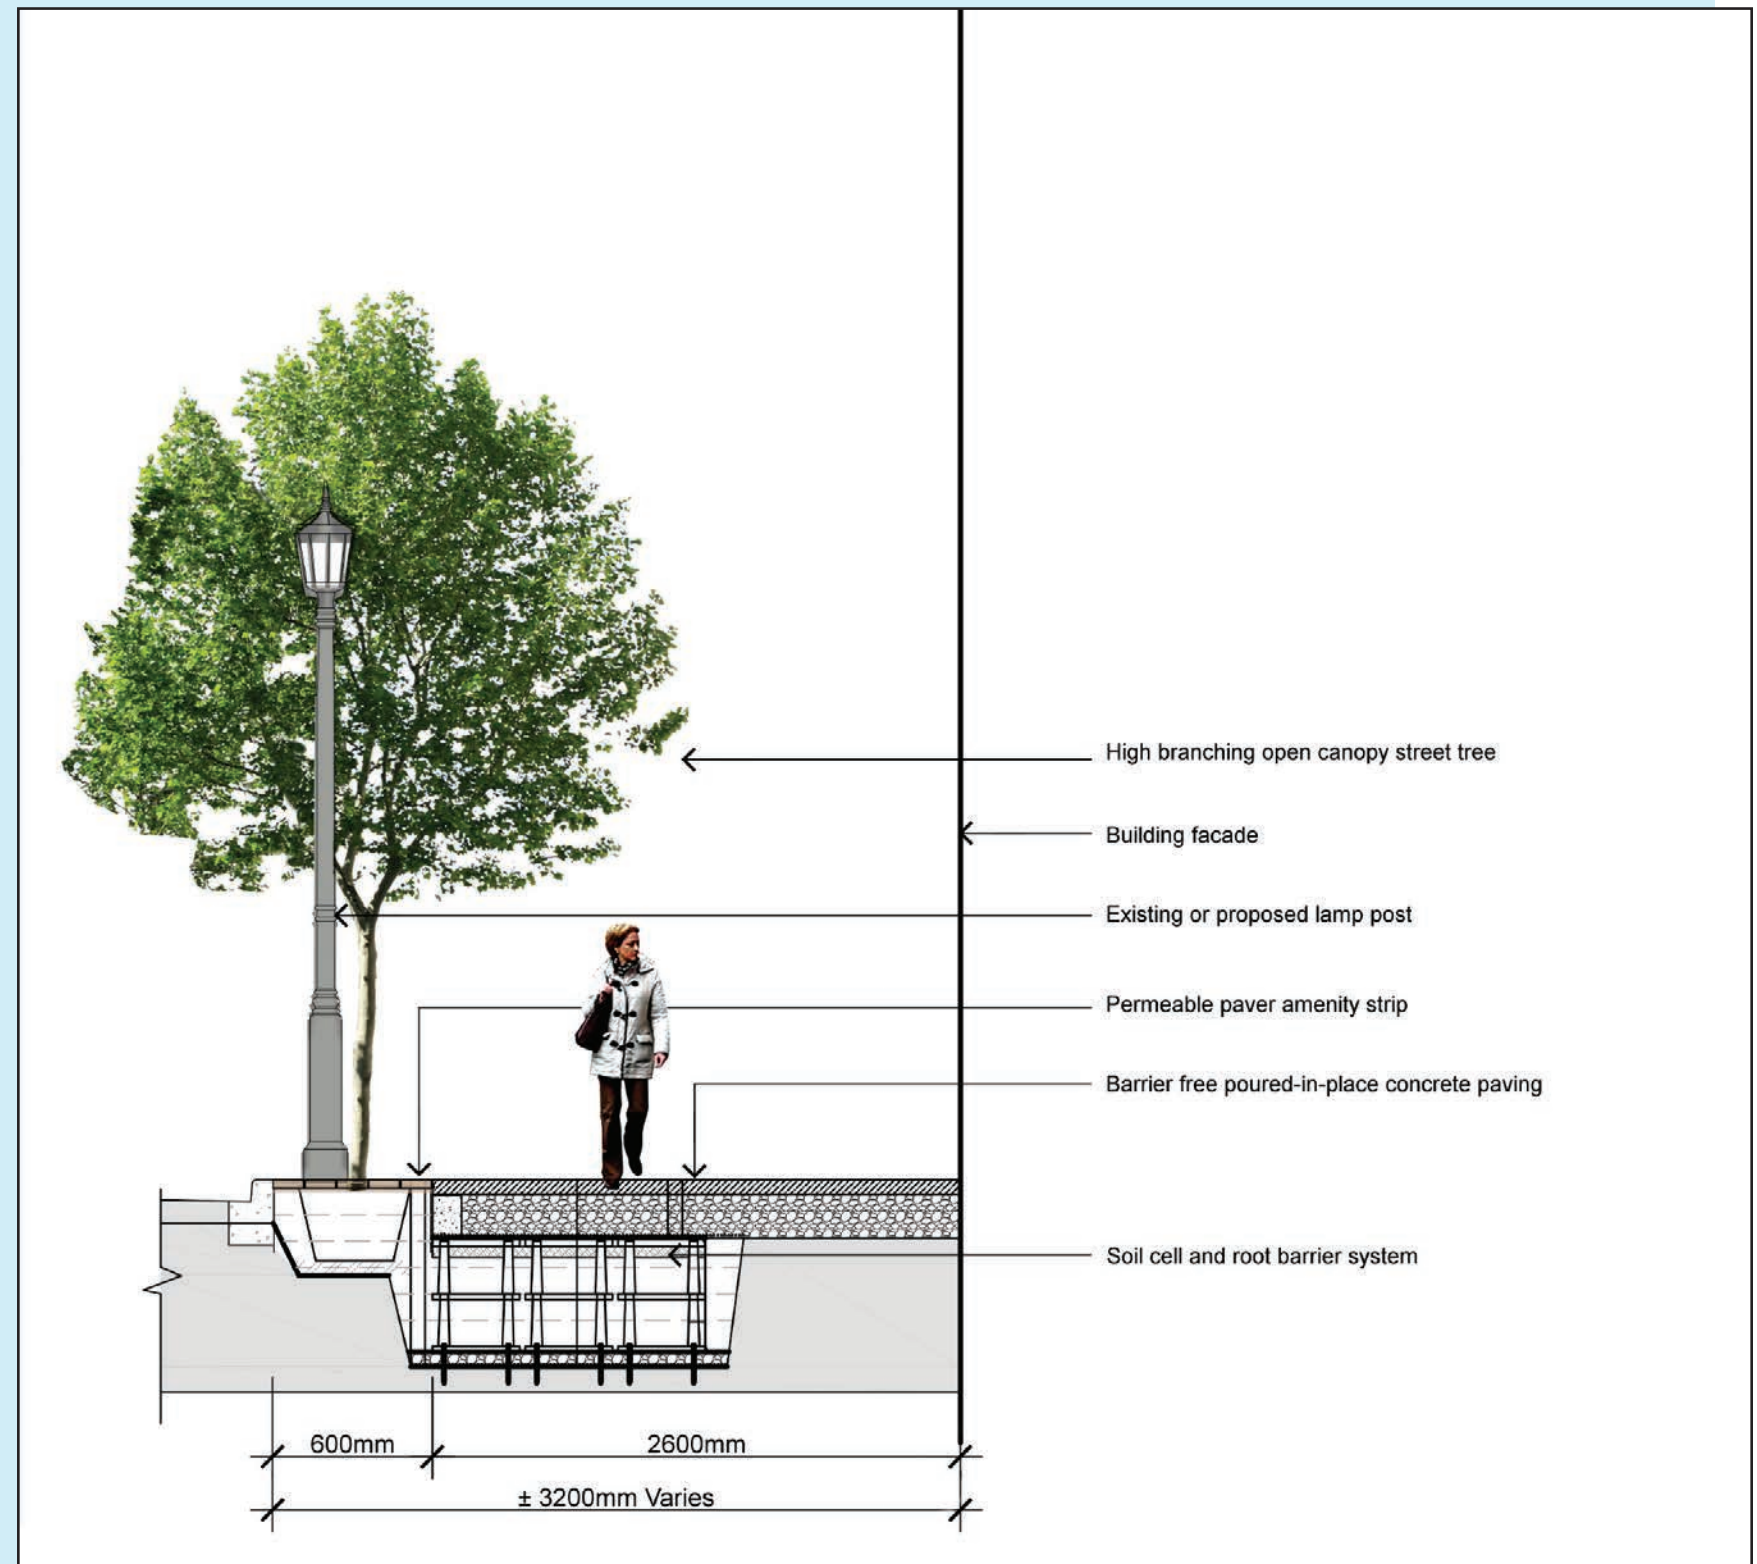 High branching open canopy street tree
Building facade
Existing or proposed lamp post
Permeable paver amenity strip
Barrier free poured-in-place concrete paving
Soil cell and root barrier system
600mm
2600mm
± 3200mm Varies